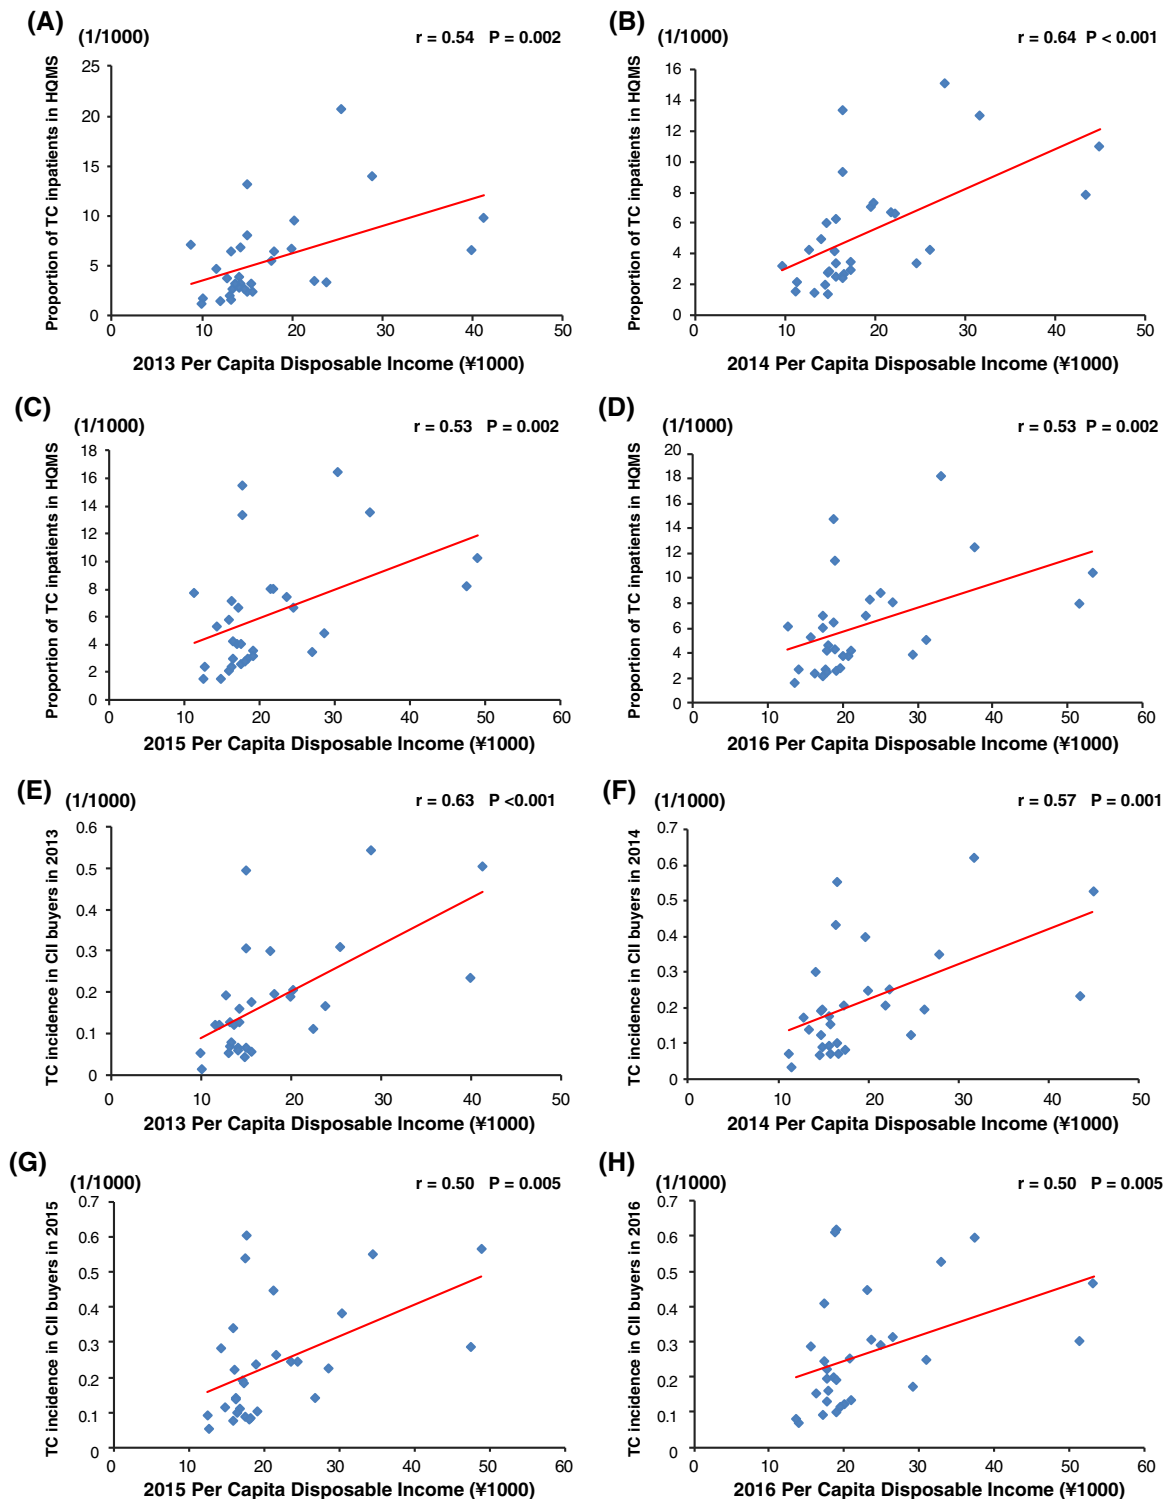 (A) (1/1000) r = 0.54 P = 0.002
Proportion of TC inpatients in HQMS
25
20
15
10
5
0
0 10 20 30 40 50
2013 Per Capita Disposable Income (¥1000)
(B) (1/1000) r = 0.64 P < 0.001
Proportion of TC inpatients in HQMS
16
14
12
10
8
6
4
2
0
0 10 20 30 40 50
2014 Per Capita Disposable Income (¥1000)
(C) (1/1000) r = 0.53 P = 0.002
Proportion of TC inpatients in HQMS
18
16
14
12
10
8
6
4
2
0
0 10 20 30 40 50 60
2015 Per Capita Disposable Income (¥1000)
(D) (1/1000) r = 0.53 P = 0.002
Proportion of TC inpatients in HQMS
20
18
16
14
12
10
8
6
4
2
0
0 10 20 30 40 50 60
2016 Per Capita Disposable Income (¥1000)
(E) (1/1000) r = 0.63 P <0.001
TC incidence in CII buyers in 2013
0.6
0.5
0.4
0.3
0.2
0.1
0
0 10 20 30 40 50
2013 Per Capita Disposable Income (¥1000)
(F) (1/1000) r = 0.57 P = 0.001
TC incidence in CII buyers in 2014
0.7
0.6
0.5
0.4
0.3
0.2
0.1
0
0 10 20 30 40 50
2014 Per Capita Disposable Income (¥1000)
(G) (1/1000) r = 0.50 P = 0.005
TC incidence in CII buyers in 2015
0.7
0.6
0.5
0.4
0.3
0.2
0.1
0
0 10 20 30 40 50 60
2015 Per Capita Disposable Income (¥1000)
(H) (1/1000) r = 0.50 P = 0.005
TC incidence in CII buyers in 2016
0.7
0.6
0.5
0.4
0.3
0.2
0.1
0
0 10 20 30 40 50 60
2016 Per Capita Disposable Income (¥1000)